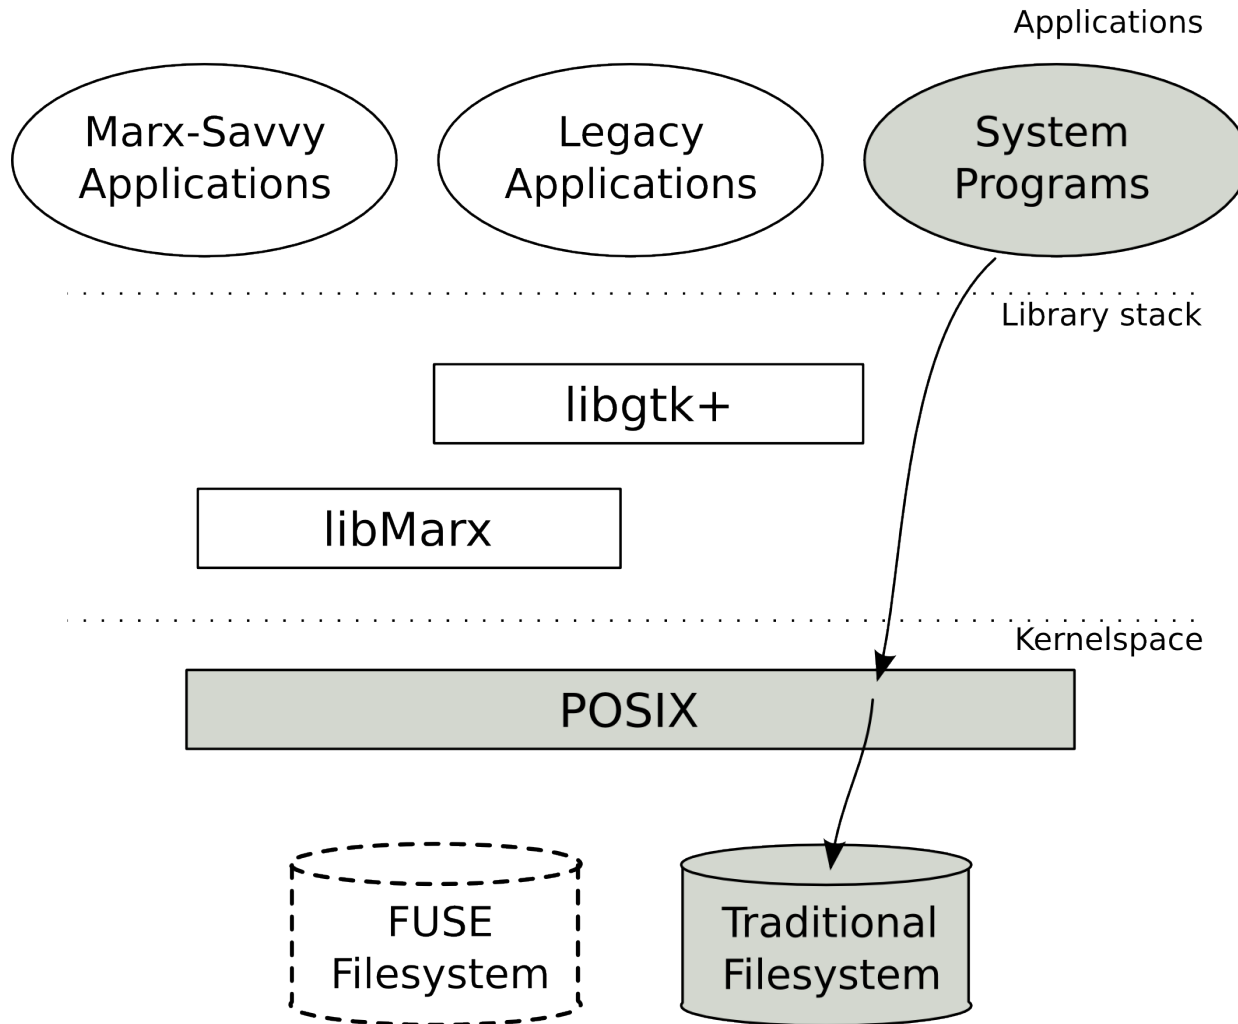 Applications
Marx-Savvy
Applications
Legacy
Applications
System
Programs
Library stack
libgtk+
libMarx
Kernelspace
POSIX
FUSE
Filesystem
Traditional
Filesystem